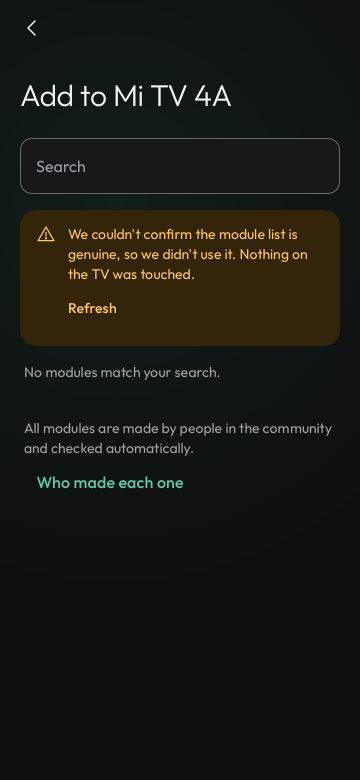 Add to Mi TV 4A
Search
We couldn't confirm the module list is
genuine, so we didn't use it. Nothing on
the TV was touched.
Refresh
No modules match your search.
All modules are made by people in the community
and checked automatically.
Who made each one